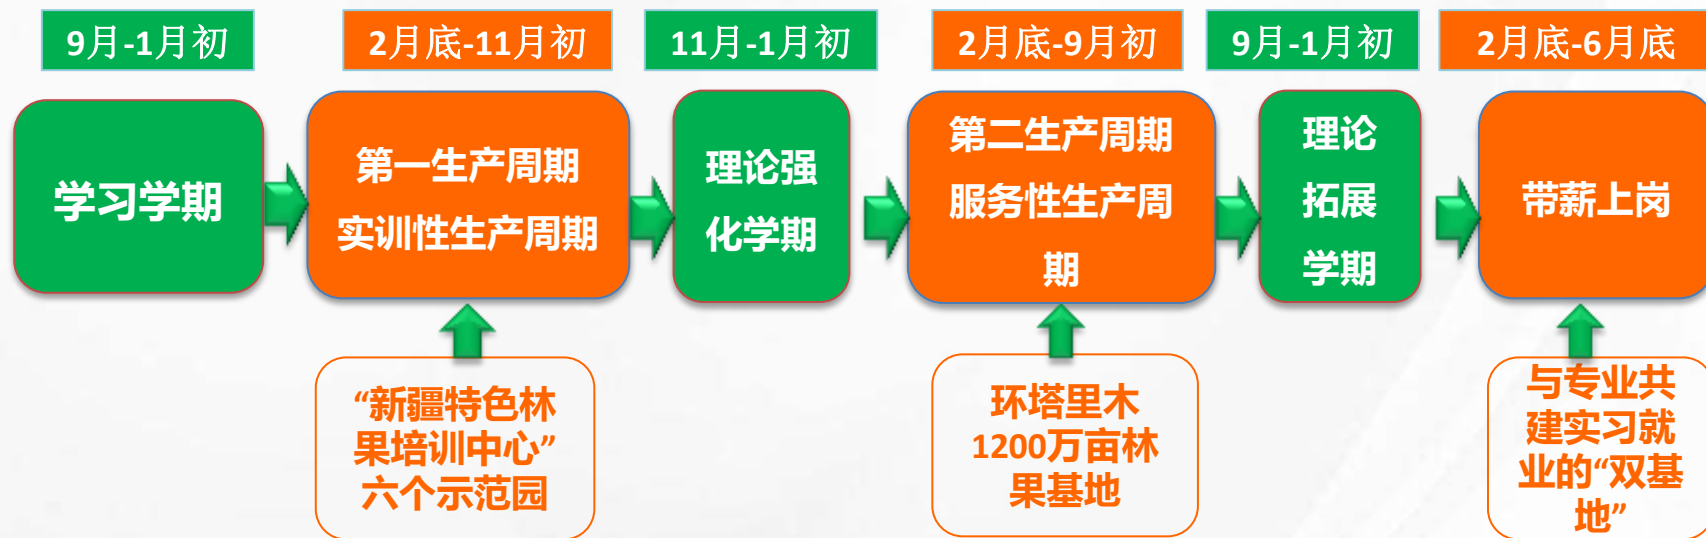 9月-1月初
2月底-11月初
11月-1月初
2月底-9月初
9月-1月初
2月底-6月底
学习学期
第一生产周期
实训性生产周期
理论强
化学期
第二生产周期
服务性生产周
期
理论
拓展
学期
带薪上岗
“新疆特色林
果培训中心”
六个示范园
环塔里木
1200万亩林
果基地
与专业共
建实习就
业的“双基
地”